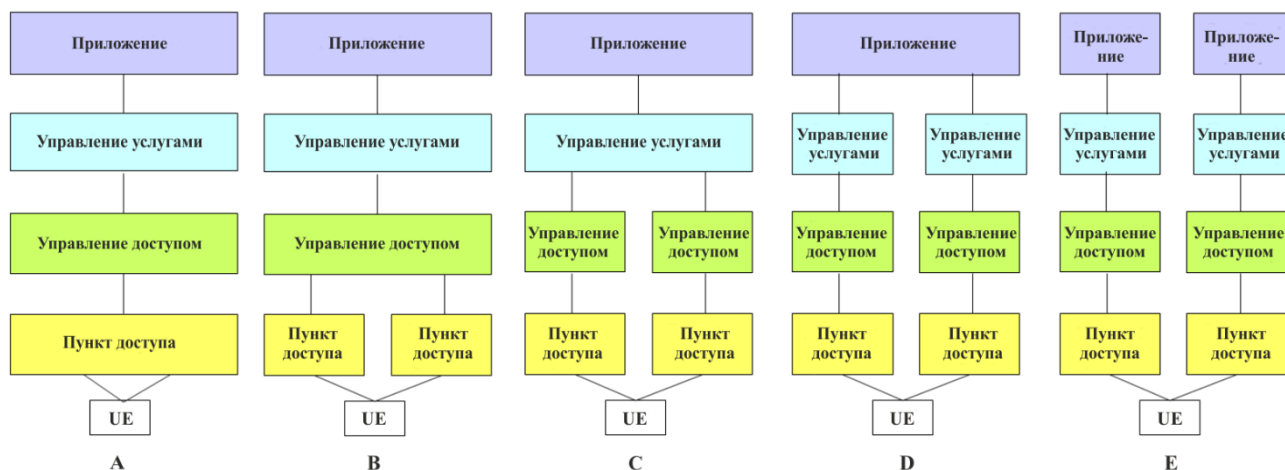 Приложение
Приложение
Приложение
Приложение
Приложе-
ние
Приложе-
ние
Управление услугами
Управление услугами
Управление услугами
Управление
услугами
Управление
услугами
Управление
услугами
Управление
услугами
Управление доступом
Управление доступом
Управление
доступом
Управление
доступом
Управление
доступом
Управление
доступом
Управление
доступом
Управление
доступом
Пункт доступа
Пункт
доступа
Пункт
доступа
Пункт
доступа
Пункт
доступа
Пункт
доступа
Пункт
доступа
Пункт
доступа
Пункт
доступа
UE
UE
UE
UE
UE
A
B
C
D
E